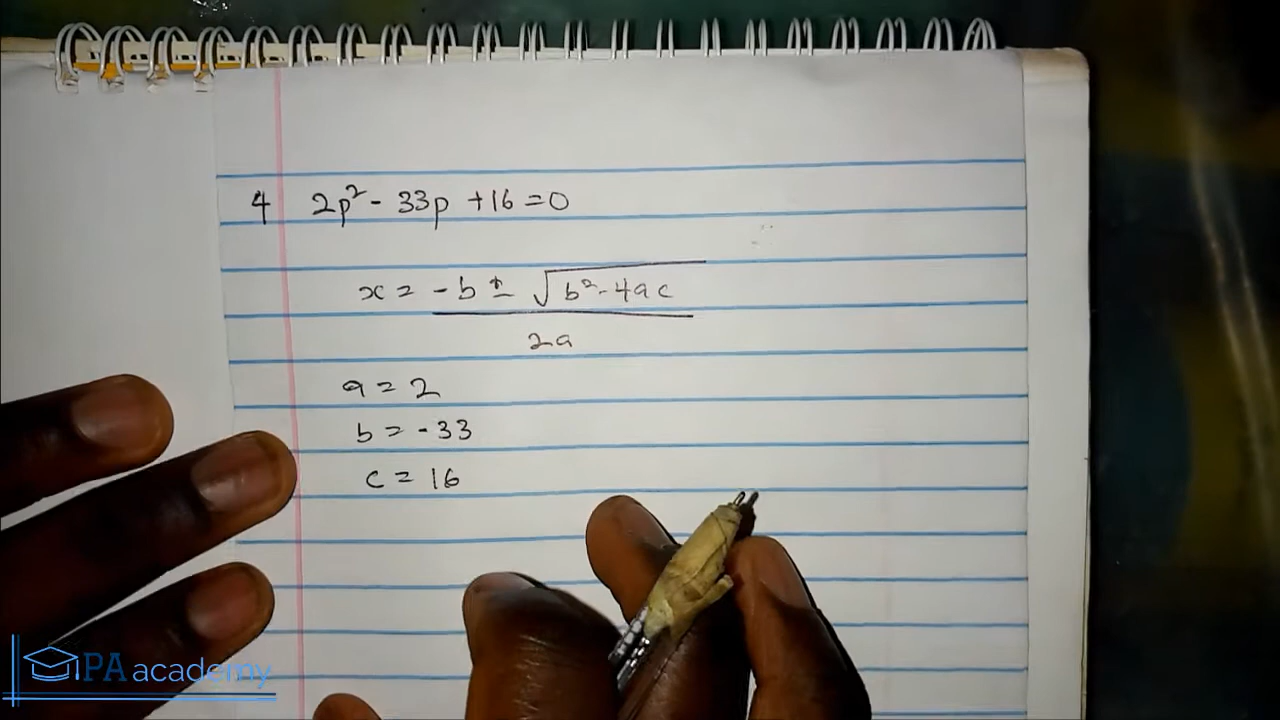 4 2p² - 33p + 16 = 0
x = -b ± √b² - 4ac
2a
a = 2
b = -33
c = 16
PA academy